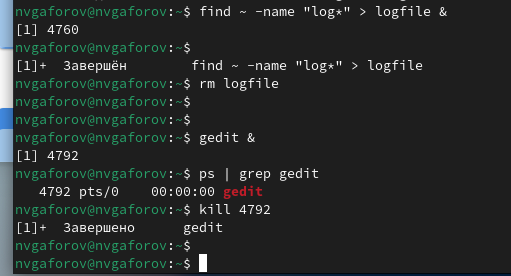 nvgaforov@nvgaforov:~$ find ~ -name "log*" > logfile &
[1] 4760
nvgaforov@nvgaforov:~$
[1]+  Завершён        find ~ -name "log*" > logfile
nvgaforov@nvgaforov:~$ rm logfile
nvgaforov@nvgaforov:~$
nvgaforov@nvgaforov:~$
nvgaforov@nvgaforov:~$ gedit &
[1] 4792
nvgaforov@nvgaforov:~$ ps | grep gedit
   4792 pts/0    00:00:00 gedit
nvgaforov@nvgaforov:~$ kill 4792
[1]+  Завершено      gedit
nvgaforov@nvgaforov:~$
nvgaforov@nvgaforov:~$